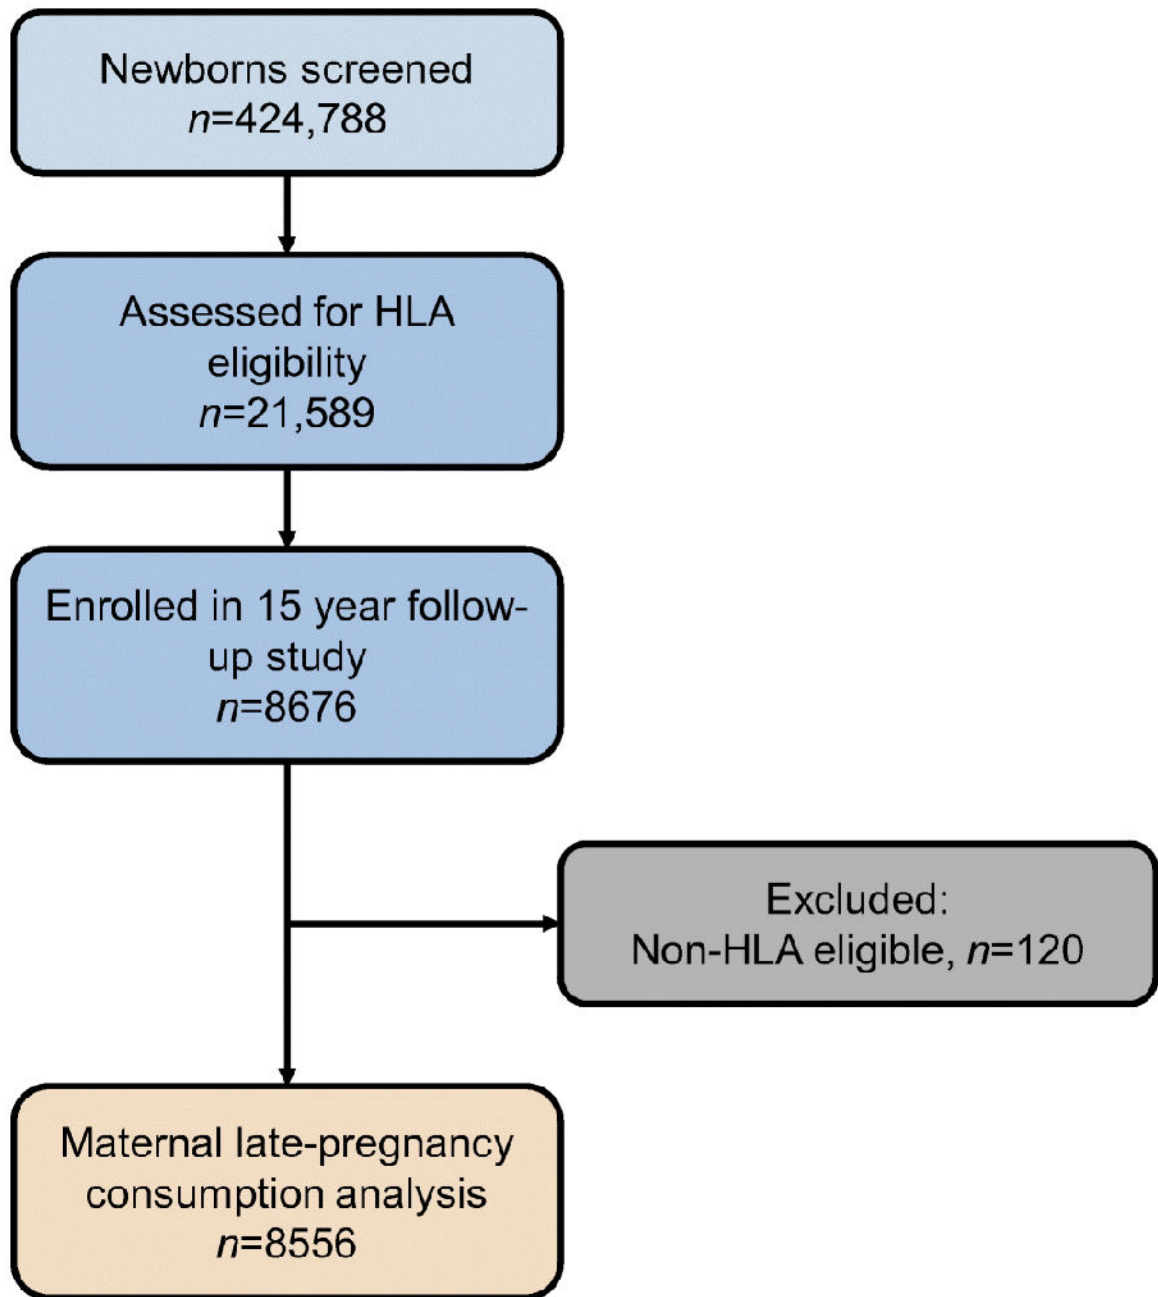 Newborns screened
n=424,788
Assessed for HLA
eligibility
n=21,589
Enrolled in 15 year follow-
up study
n=8676
Excluded:
Non-HLA eligible, n=120
Maternal late-pregnancy
consumption analysis
n=8556